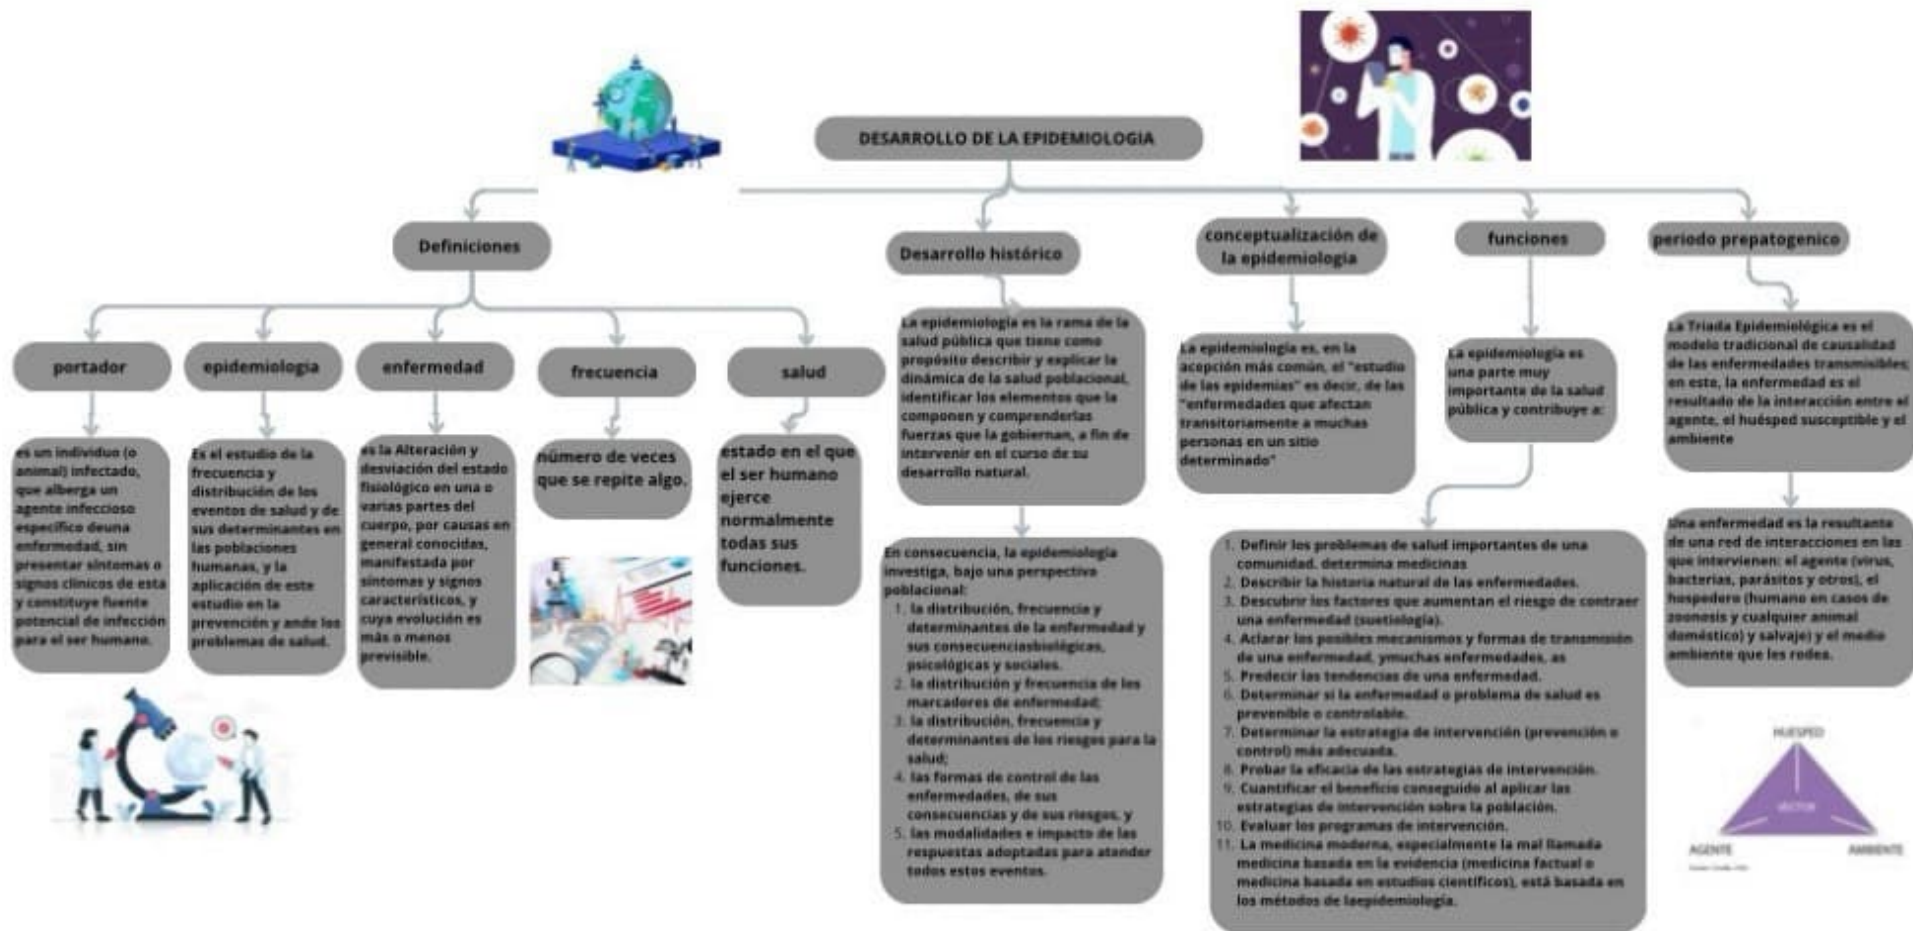 DESARROLLO DE LA EPIDEMIOLOGIA
Definiciones
portador
es un individuo (o
animal) infectado,
que alberga un
agente infeccioso
específico deuna
enfermedad, sin
presentar síntomas o
signos clínicos de esta
y constituye fuente
potencial de infección
para el ser humano.
epidemiologia
Es el estudio de la
frecuencia y
distribución de los
eventos de salud y de
sus determinantes en
las poblaciones
humanas, y la
aplicación de este
estudio en la
prevención y ande los
problemas de salud.
enfermedad
es la Alteración y
desviación del estado
fisiológico en una o
varias partes del
cuerpo, por causas en
general conocidas,
manifestada por
síntomas y signos
característicos, y
cuya evolución es
más o menos
previsible.
frecuencia
número de veces
que se repite algo.
salud
estado en el que
el ser humano
ejerce
normalmente
todas sus
funciones.
Desarrollo histórico
La epidemiología es la rama de la
salud pública que tiene como
propósito describir y explicar la
dinámica de la salud poblacional,
identificar los elementos que la
componen y comprenderlas
fuerzas que la gobiernan, a fin de
intervenir en el curso de su
desarrollo natural.
En consecuencia, la epidemiología
investiga, bajo una perspectiva
poblacional:
1. la distribución, frecuencia y
determinantes de la enfermedad y
sus consecuenciasbiológicas,
psicológicas y sociales.
2. la distribución y frecuencia de los
marcadores de enfermedad;
3. la distribución, frecuencia y
determinantes de los riesgos para la
salud;
4. las formas de control de las
enfermedades, de sus
consecuencias y de sus riesgos, y
5. las modalidades e impacto de las
respuestas adoptadas para atender
todos estos eventos.
conceptualización de
la epidemiología
La epidemiología es, en la
acepción más común, el "estudio
de las epidemias" es decir, de las
"enfermedades que afectan
transitoriamente a muchas
personas en un sitio
determinado"
funciones
La epidemiología es
una parte muy
importante de la salud
pública y contribuye a:
1. Definir los problemas de salud importantes de una
comunidad. determina medicinas
2. Describir la historia natural de las enfermedades.
3. Descubrir los factores que aumentan el riesgo de contraer
una enfermedad (suetiología).
4. Aclarar los posibles mecanismos y formas de transmisión
de una enfermedad, ymuchas enfermedades, as
5. Predecir las tendencias de una enfermedad.
6. Determinar si la enfermedad o problema de salud es
prevenible o controlable.
7. Determinar la estrategia de intervención (prevención o
control) más adecuada.
8. Probar la eficacia de las estrategias de intervención.
9. Cuantificar el beneficio conseguido al aplicar las
estrategias de intervención sobre la población.
10. Evaluar los programas de intervención.
11. La medicina moderna, especialmente la mal llamada
medicina basada en la evidencia (medicina factual o
medicina basada en estudios científicos), está basada en
los métodos de laepidemiología.
periodo prepatogenico
La Triada Epidemiológica es el
modelo tradicional de causalidad
de las enfermedades transmisibles;
en este, la enfermedad es el
resultado de la interacción entre el
agente, el huésped susceptible y el
ambiente
Una enfermedad es la resultante
de una red de interacciones en las
que intervienen: el agente (virus,
bacterias, parásitos y otros), el
hospedero (humano en casos de
zoonosis y cualquier animal
doméstico) y salvaje) y el medio
ambiente que les rodea.
HUESPED
VECTOR
AGENTE
AMBIENTE